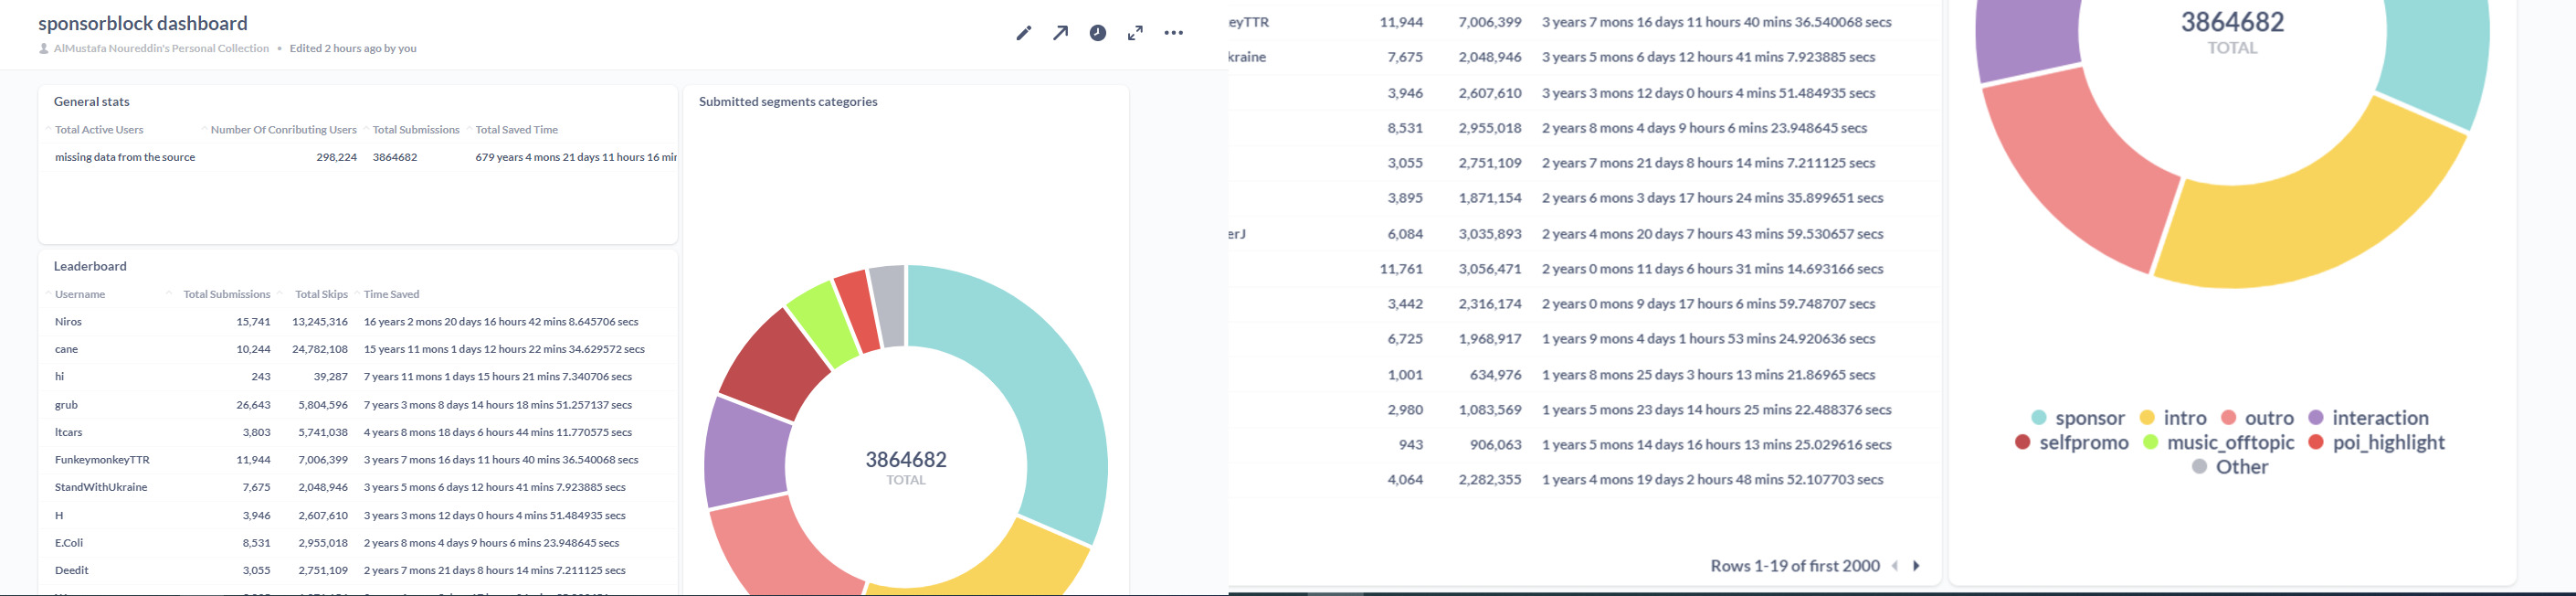 sponsorblock dashboard
AlMustafa Noureddin's Personal Collection • Edited 2 hours ago by you
General stats
Total Active Users Number Of Conributing Users Total Submissions Total Saved Time
missing data from the source 298,224 3864682 679 years 4 mons 21 days 11 hours 16 mir
Leaderboard
Username Total Submissions Total Skips Time Saved
Niros 15,741 13,245,316 16 years 2 mons 20 days 16 hours 42 mins 8.645706 secs
cane 10,244 24,782,108 15 years 11 mons 1 days 12 hours 22 mins 34.629572 secs
hi 243 39,287 7 years 11 mons 1 days 15 hours 21 mins 7.340706 secs
grub 26,643 5,804,596 7 years 3 mons 8 days 14 hours 18 mins 51.257137 secs
ltcars 3,803 5,741,038 4 years 8 mons 18 days 6 hours 44 mins 11.770575 secs
FunkeymonkeyTTR 11,944 7,006,399 3 years 7 mons 16 days 11 hours 40 mins 36.540068 secs
StandWithUkraine 7,675 2,048,946 3 years 5 mons 6 days 12 hours 41 mins 7.923885 secs
H 3,946 2,607,610 3 years 3 mons 12 days 0 hours 4 mins 51.484935 secs
E.Coli 8,531 2,955,018 2 years 8 mons 4 days 9 hours 6 mins 23.948645 secs
Deedit 3,055 2,751,109 2 years 7 mons 21 days 8 hours 14 mins 7.211125 secs
Submitted segments categories
3864682
TOTAL
eyTTR 11,944 7,006,399 3 years 7 mons 16 days 11 hours 40 mins 36.540068 secs
kraine 7,675 2,048,946 3 years 5 mons 6 days 12 hours 41 mins 7.923885 secs
3,946 2,607,610 3 years 3 mons 12 days 0 hours 4 mins 51.484935 secs
8,531 2,955,018 2 years 8 mons 4 days 9 hours 6 mins 23.948645 secs
3,055 2,751,109 2 years 7 mons 21 days 8 hours 14 mins 7.211125 secs
3,895 1,871,154 2 years 6 mons 3 days 17 hours 24 mins 35.899651 secs
erJ 6,084 3,035,893 2 years 4 mons 20 days 7 hours 43 mins 59.530657 secs
11,761 3,056,471 2 years 0 mons 11 days 6 hours 31 mins 14.693166 secs
3,442 2,316,174 2 years 0 mons 9 days 17 hours 6 mins 59.748707 secs
6,725 1,968,917 1 years 9 mons 4 days 1 hours 53 mins 24.920636 secs
1,001 634,976 1 years 8 mons 25 days 3 hours 13 mins 21.86965 secs
2,980 1,083,569 1 years 5 mons 23 days 14 hours 25 mins 22.488376 secs
943 906,063 1 years 5 mons 14 days 16 hours 13 mins 25.029616 secs
4,064 2,282,355 1 years 4 mons 19 days 2 hours 48 mins 52.107703 secs
Rows 1-19 of first 2000
3864682
TOTAL
sponsor intro outro interaction
selfpromo music_offtopic poi_highlight
Other